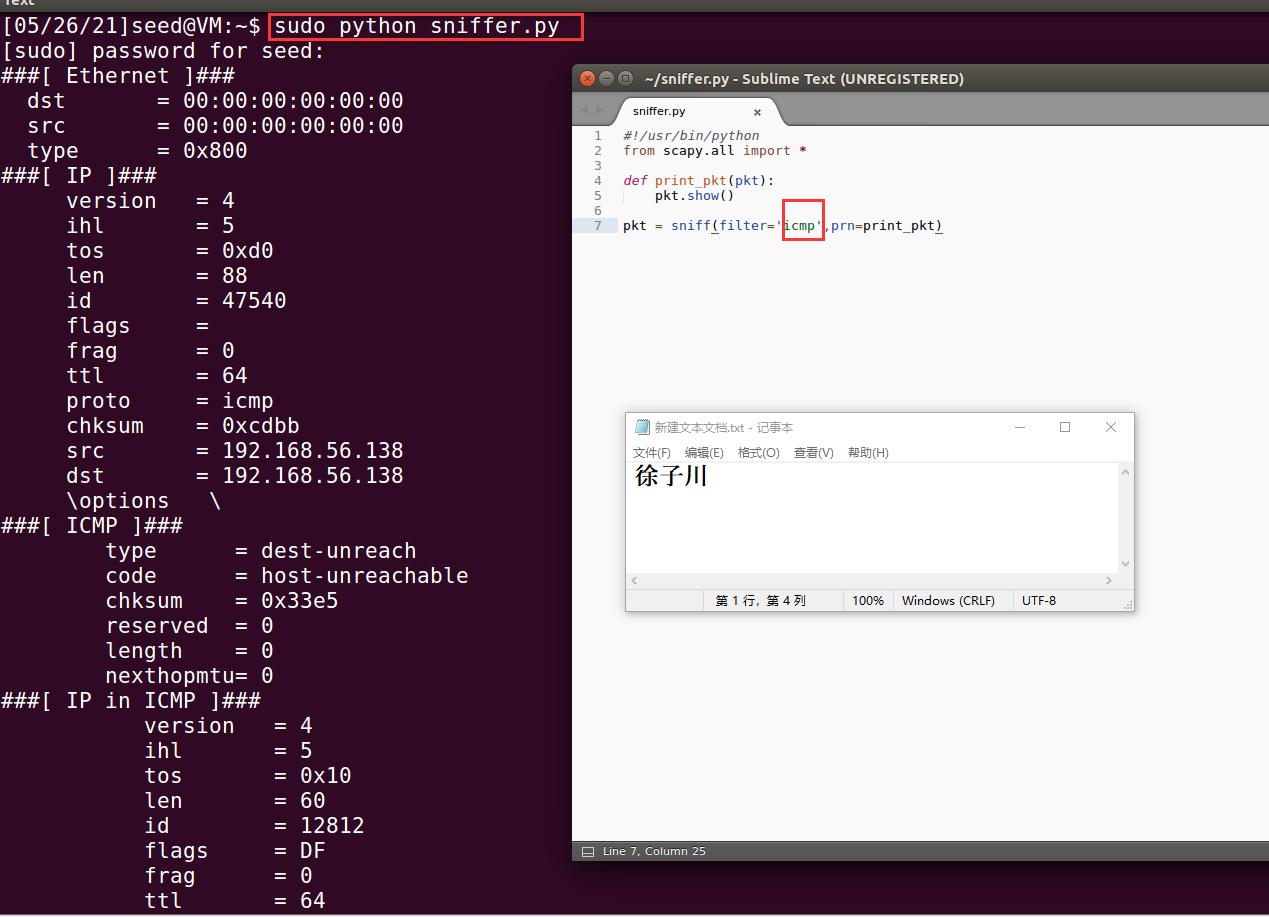 Text
[05/26/21]seed@VM:~$ sudo python sniffer.py
[sudo] password for seed:
###[ Ethernet ]###
  dst       = 00:00:00:00:00:00
  src       = 00:00:00:00:00:00
  type      = 0x800
###[ IP ]###
     version   = 4
     ihl       = 5
     tos       = 0xd0
     len       = 88
     id        = 47540
     flags     =
     frag      = 0
     ttl       = 64
     proto     = icmp
     chksum    = 0xcdbb
     src       = 192.168.56.138
     dst       = 192.168.56.138
     \options   \
###[ ICMP ]###
        type      = dest-unreach
        code      = host-unreachable
        chksum    = 0x33e5
        reserved  = 0
        length    = 0
        nexthopmtu= 0
###[ IP in ICMP ]###
           version   = 4
           ihl       = 5
           tos       = 0x10
           len       = 60
           id        = 12812
           flags     = DF
           frag      = 0
           ttl       = 64
~/sniffer.py - Sublime Text (UNREGISTERED)
sniffer.py
1 #!/usr/bin/python
2 from scapy.all import *
3
4 def print_pkt(pkt):
5     pkt.show()
6
7 pkt = sniff(filter='icmp',prn=print_pkt)
新建文本文档.txt - 记事本
文件(F) 编辑(E) 格式(O) 查看(V) 帮助(H)
徐子川
第 1 行，第 4 列 100% Windows (CRLF) UTF-8
Line 7, Column 25